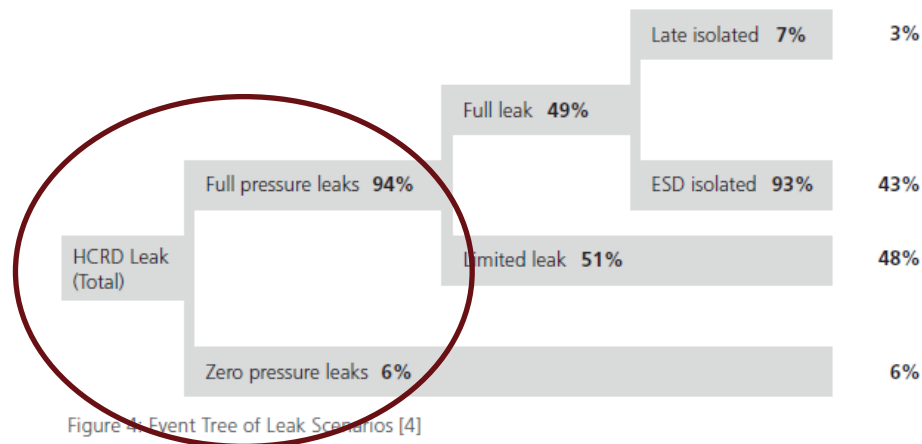 Late isolated 7% 3%
Full leak 49%
Full pressure leaks 94% ESD isolated 93% 43%
HCRD Leak
(Total)
Limited leak 51% 48%
Zero pressure leaks 6% 6%
Figure 4: Event Tree of Leak Scenarios [4]